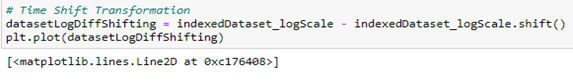 # Time Shift Transformation
datasetLogDiffShifting = indexedDataset_logScale - indexedDataset_logScale.shift()
plt.plot(datasetLogDiffShifting)
[<matplotlib.lines.Line2D at 0xc176408>]